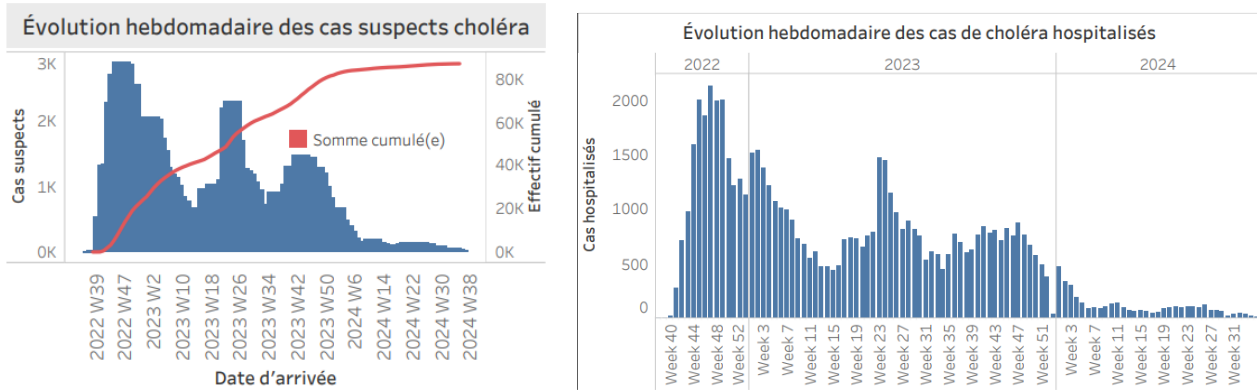 Évolution hebdomadaire des cas suspects choléra
3K
2K
1K
0K
Cas suspects
80K
60K
40K
20K
0K
Effectif cumulé
Somme cumulé(e)
2022 W39
2022 W47
2023 W2
2023 W10
2023 W18
2023 W26
2023 W34
2023 W42
2023 W50
2024 W6
2024 W14
2024 W22
2024 W30
2024 W38
Date d'arrivée
Évolution hebdomadaire des cas de choléra hospitalisés
2022
2023
2024
2000
1500
1000
500
0
Cas hospitalisés
Week 40
Week 44
Week 48
Week 52
Week 3
Week 7
Week 11
Week 15
Week 19
Week 23
Week 27
Week 31
Week 35
Week 39
Week 43
Week 47
Week 51
Week 3
Week 7
Week 11
Week 15
Week 19
Week 23
Week 27
Week 31